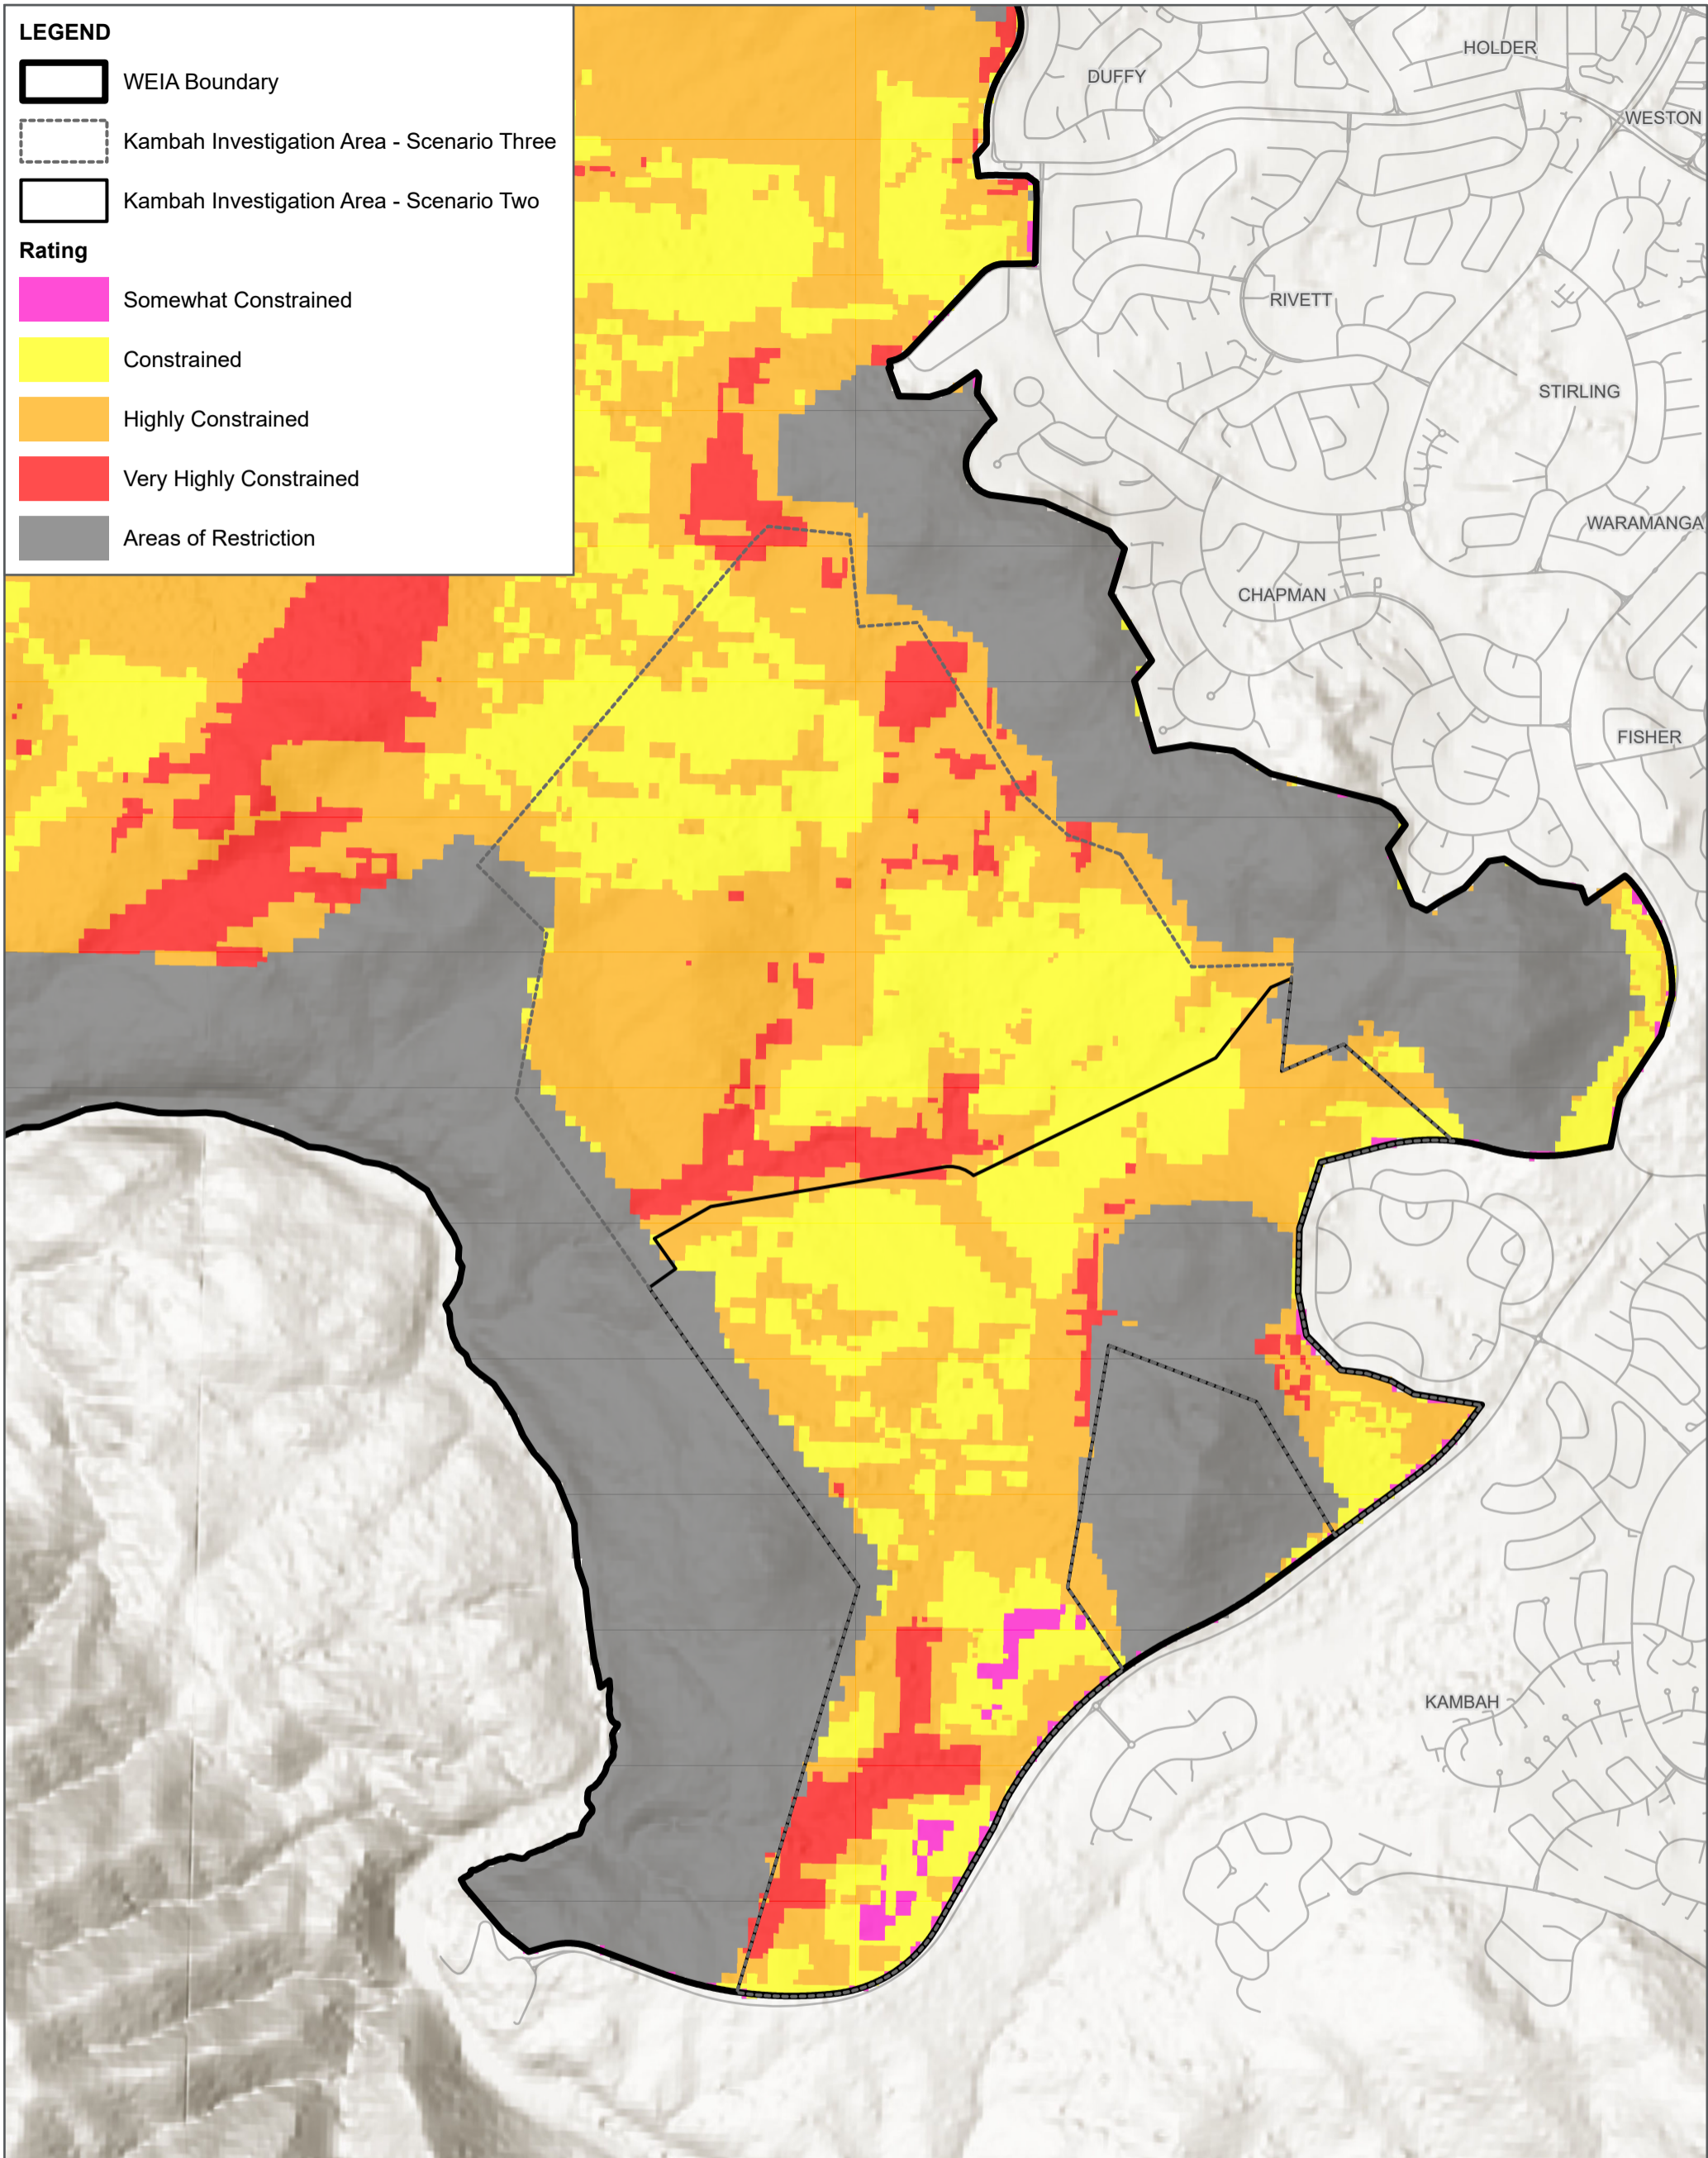 LEGEND
WEIA Boundary
Kambah Investigation Area - Scenario Three
Kambah Investigation Area - Scenario Two
Rating
Somewhat Constrained
Constrained
Highly Constrained
Very Highly Constrained
Areas of Restriction
HOLDER
DUFFY
WESTON
RIVETT
STIRLING
WARAMANGA
CHAPMAN
FISHER
KAMBAH